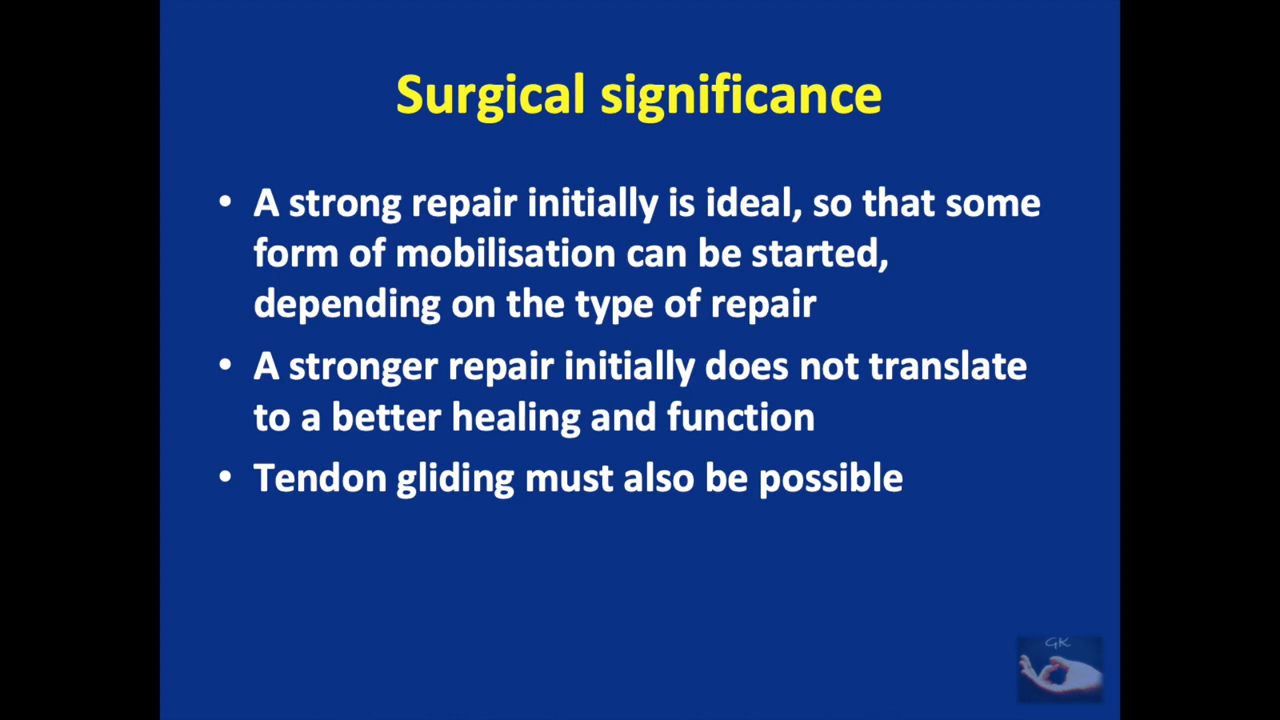 Surgical significance
• A strong repair initially is ideal, so that some
form of mobilisation can be started,
depending on the type of repair
• A stronger repair initially does not translate
to a better healing and function
• Tendon gliding must also be possible
GK